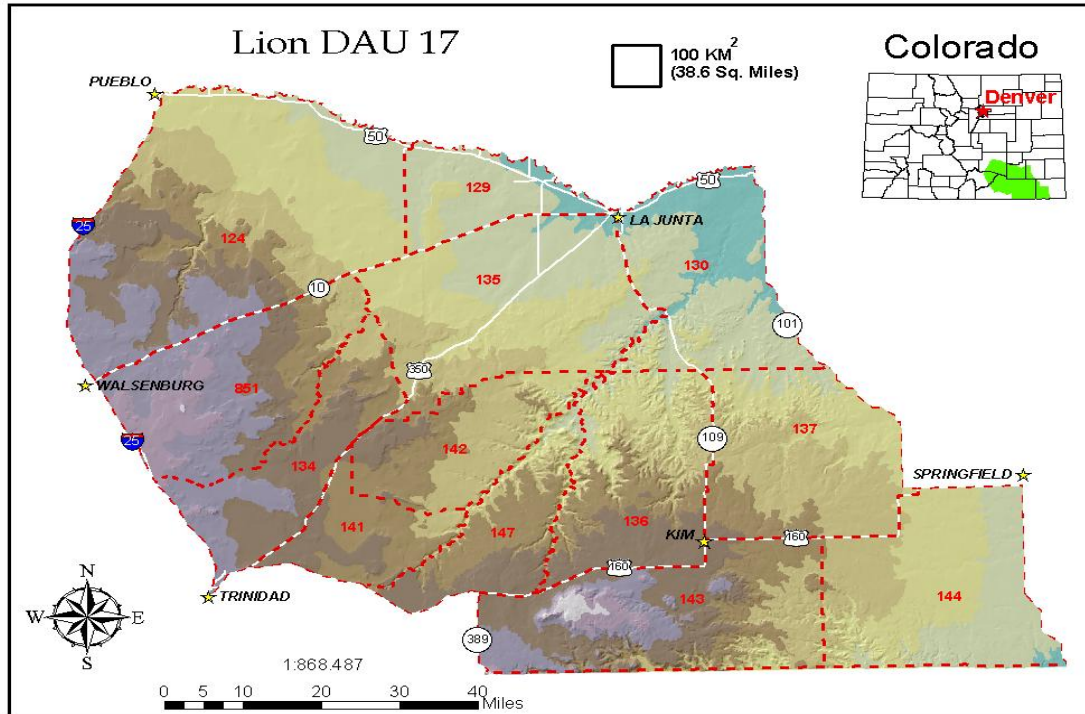 Lion DAU 17
100 KM2
(38.6 Sq. Miles)
Colorado
Denver
PUEBLO
50
129
50
25
124
LA JUNTA
135
130
10
101
350
WALSENBURG
851
137
25
109
142
134
SPRINGFIELD
141
147
136
KIM
160
160
TRINIDAD
143
144
389
N
W
E
S
1:868.487
0 5 10 20 30 40
Miles